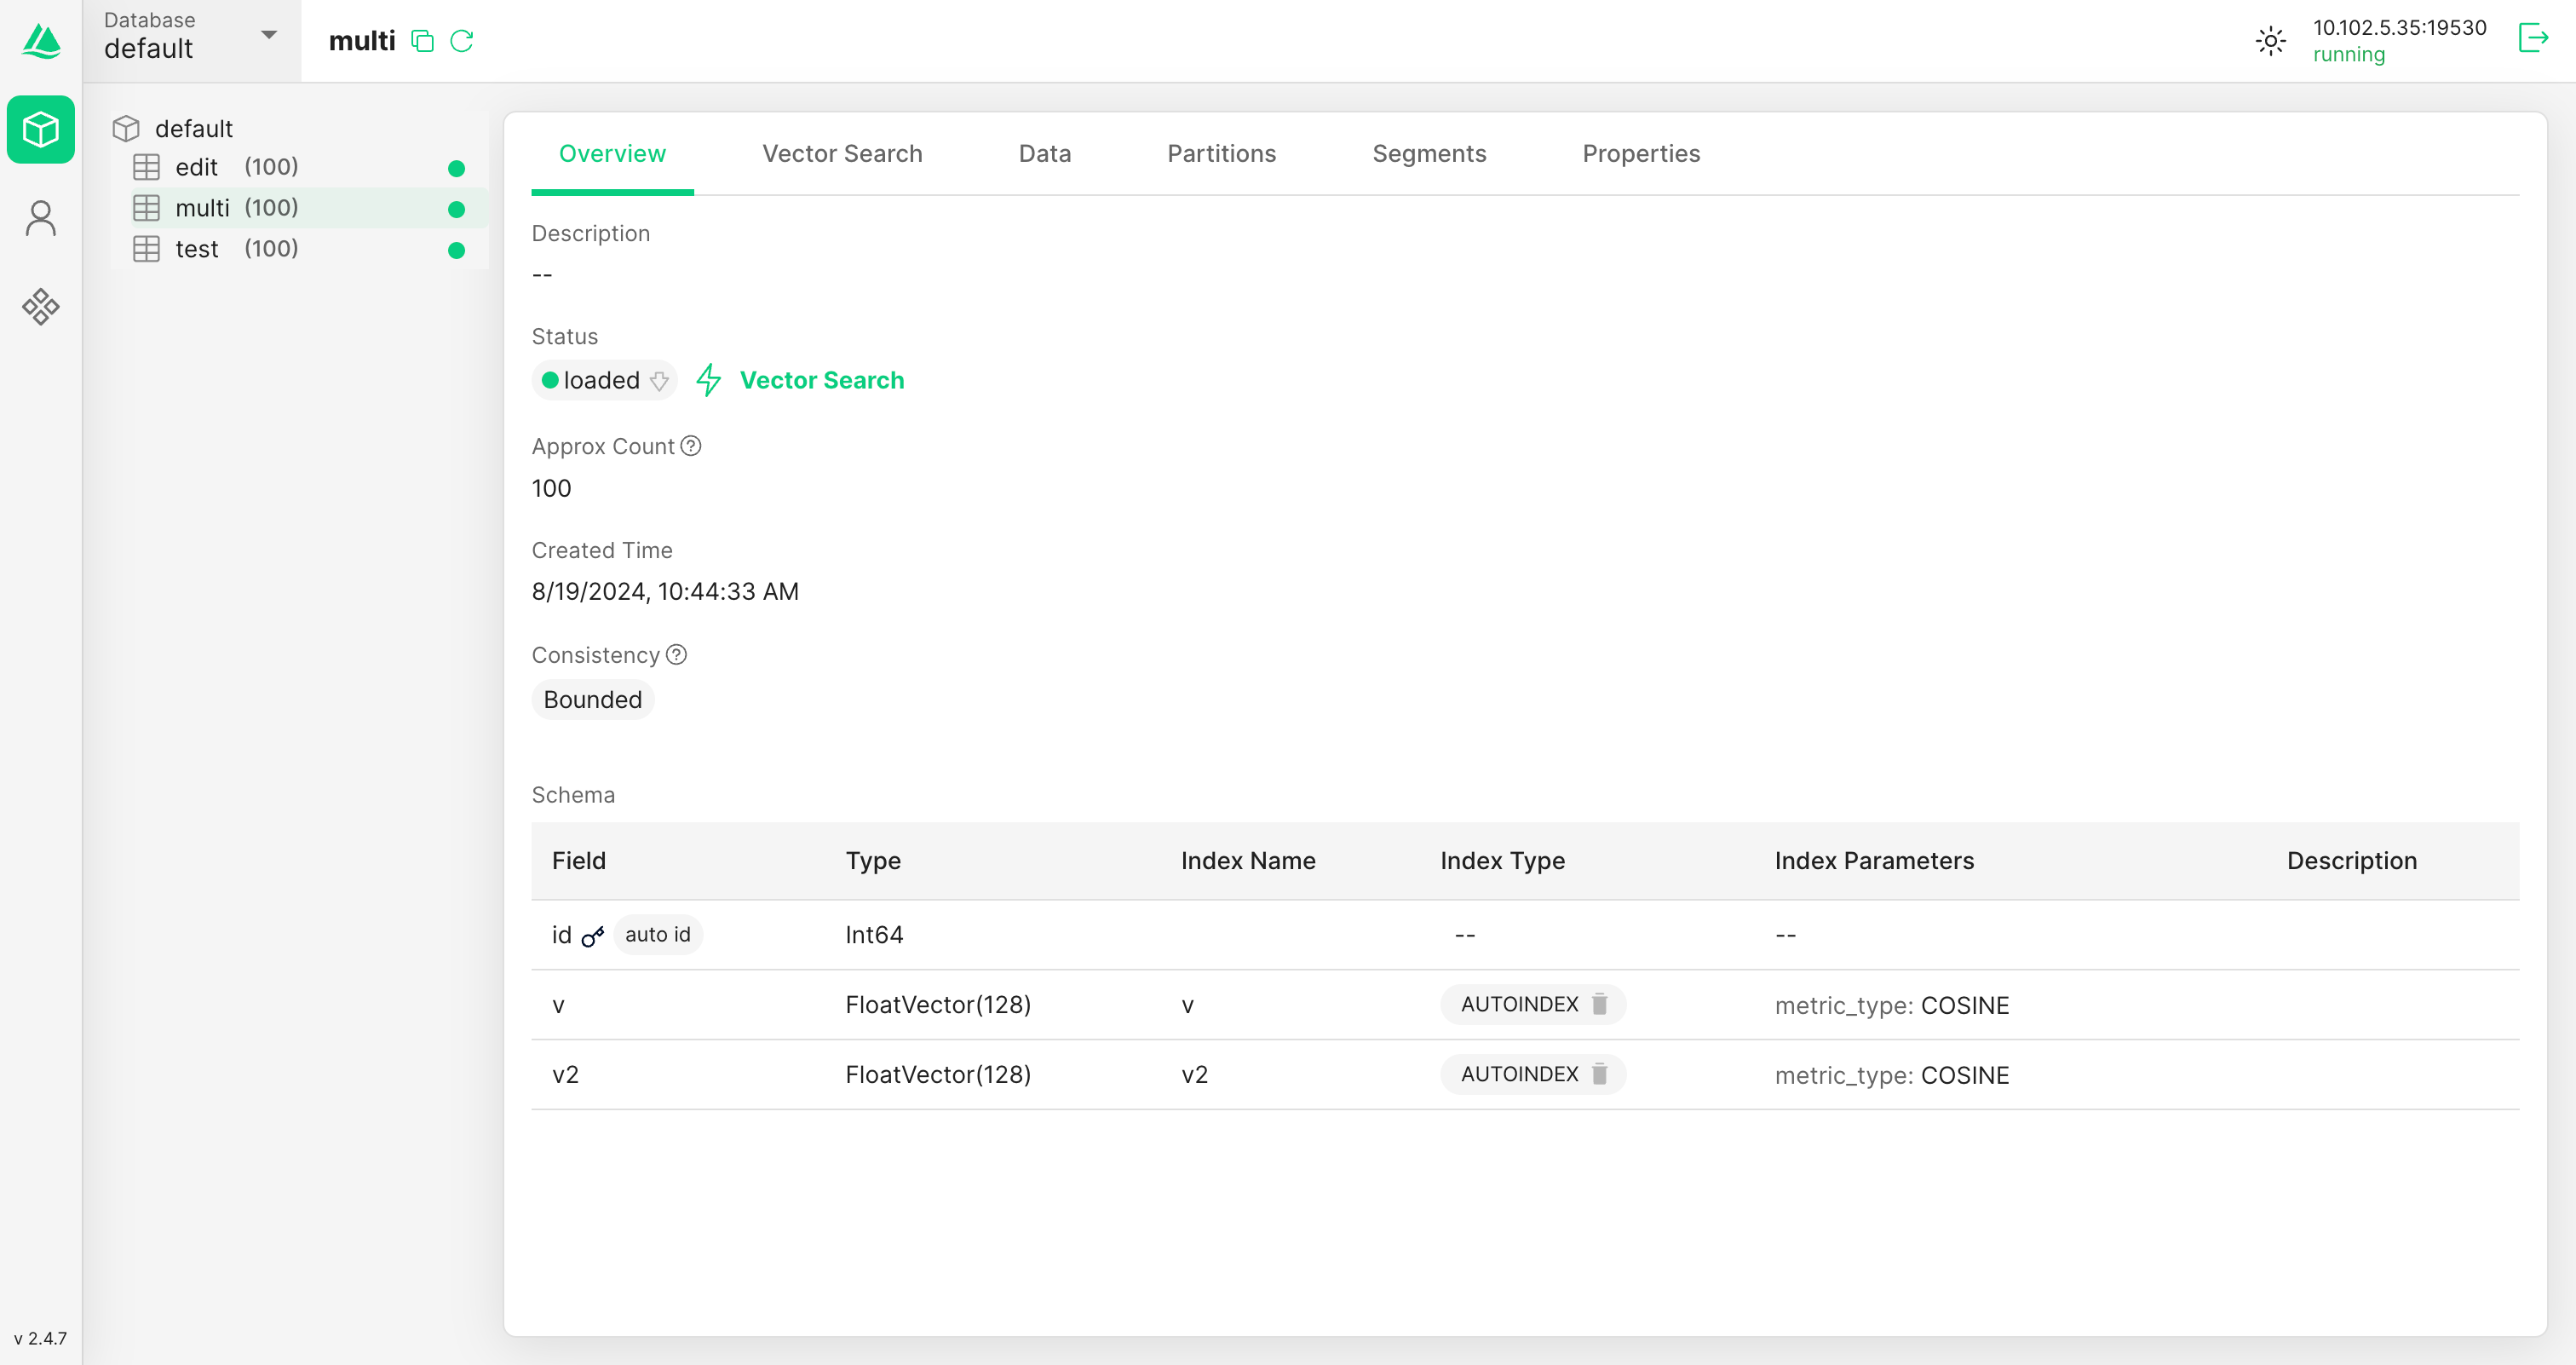 Database
default
multi
10.102.5.35:19530
running
default
edit (100)
multi (100)
test (100)
Overview Vector Search Data Partitions Segments Properties
Description
--
Status
loaded Vector Search
Approx Count
100
Created Time
8/19/2024, 10:44:33 AM
Consistency
Bounded
Schema
Field Type Index Name Index Type Index Parameters Description
id auto id Int64 -- --
v FloatVector(128) v AUTOINDEX metric_type: COSINE
v2 FloatVector(128) v2 AUTOINDEX metric_type: COSINE
v 2.4.7